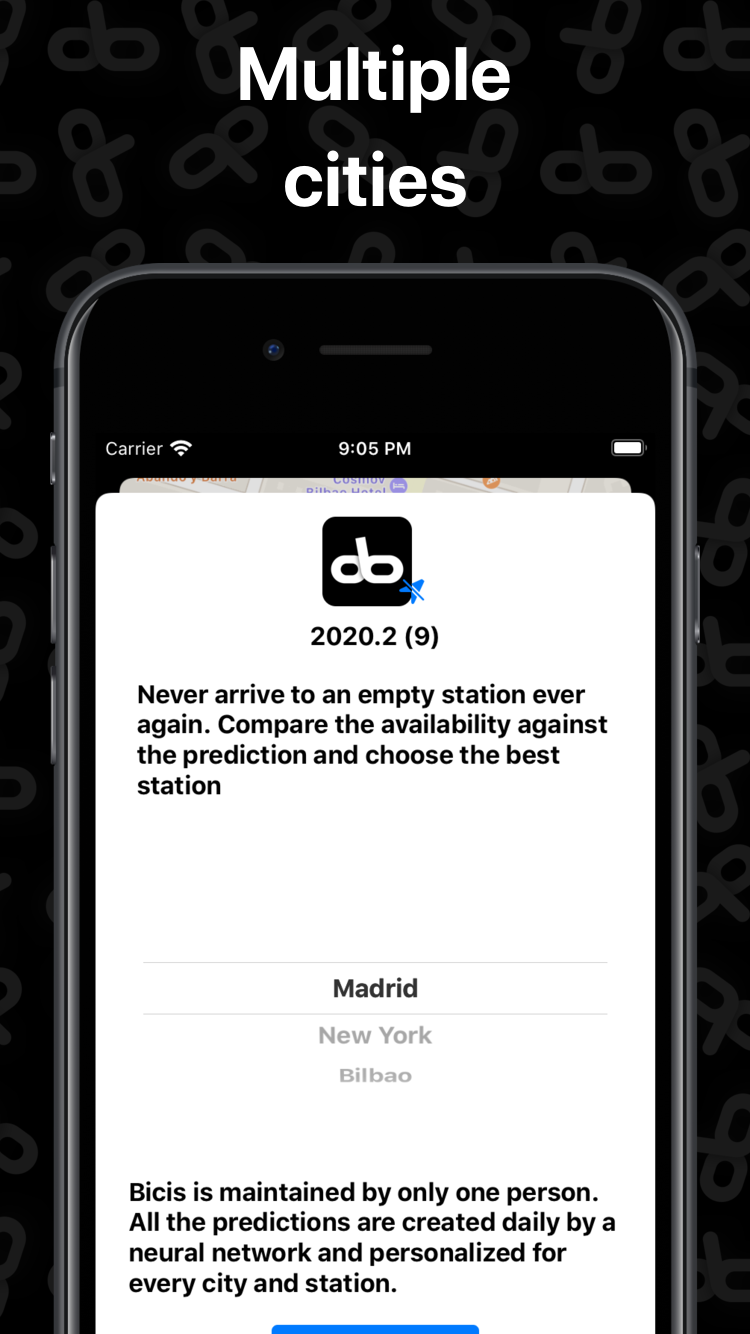 Multiple
cities
Carrier
9:05 PM
Cosmov
Bilbao Hotel
2020.2 (9)
Never arrive to an empty station ever
again. Compare the availability against
the prediction and choose the best
station
Madrid
New York
Bilbao
Bicis is maintained by only one person.
All the predictions are created daily by a
neural network and personalized for
every city and station.